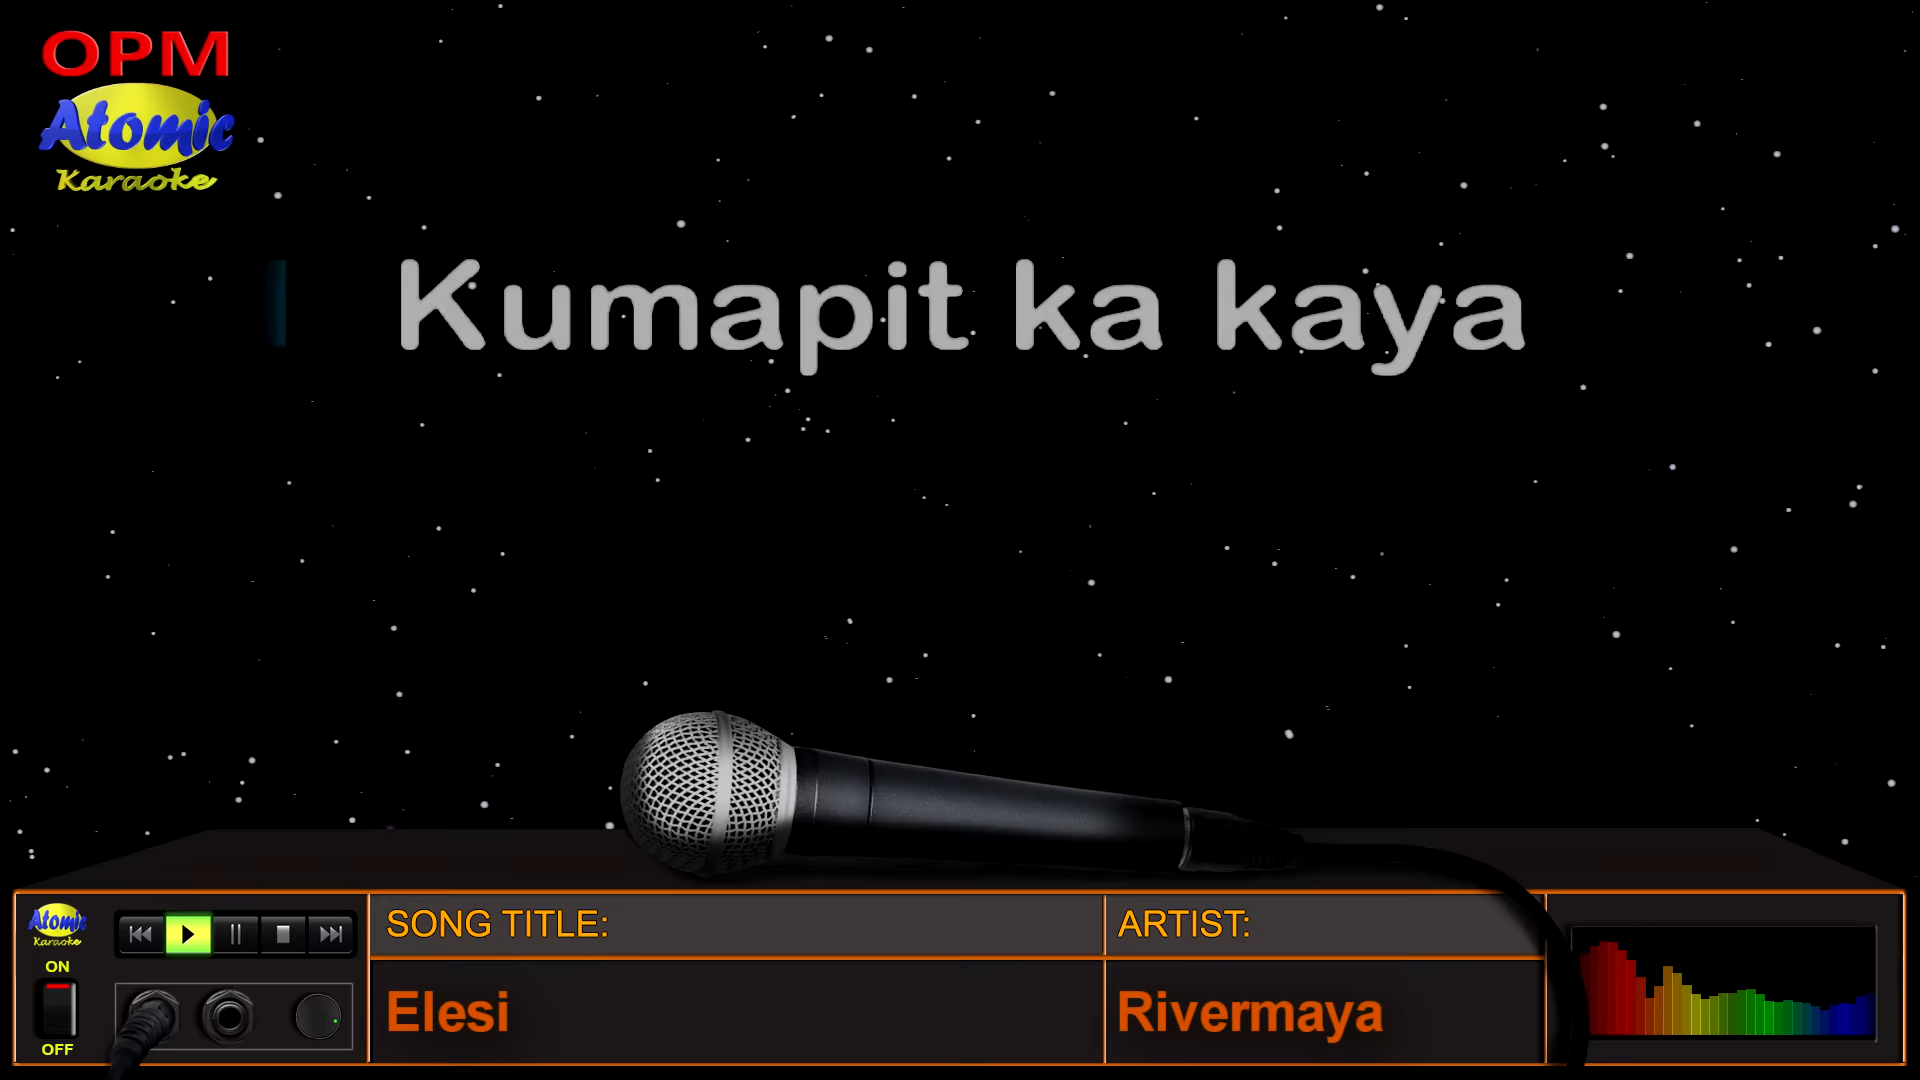 OPM
Atomic
Karaoke
Kumapit ka kaya
Atomic
Karaoke
ON
OFF
SONG TITLE:
Elesi
ARTIST:
Rivermaya